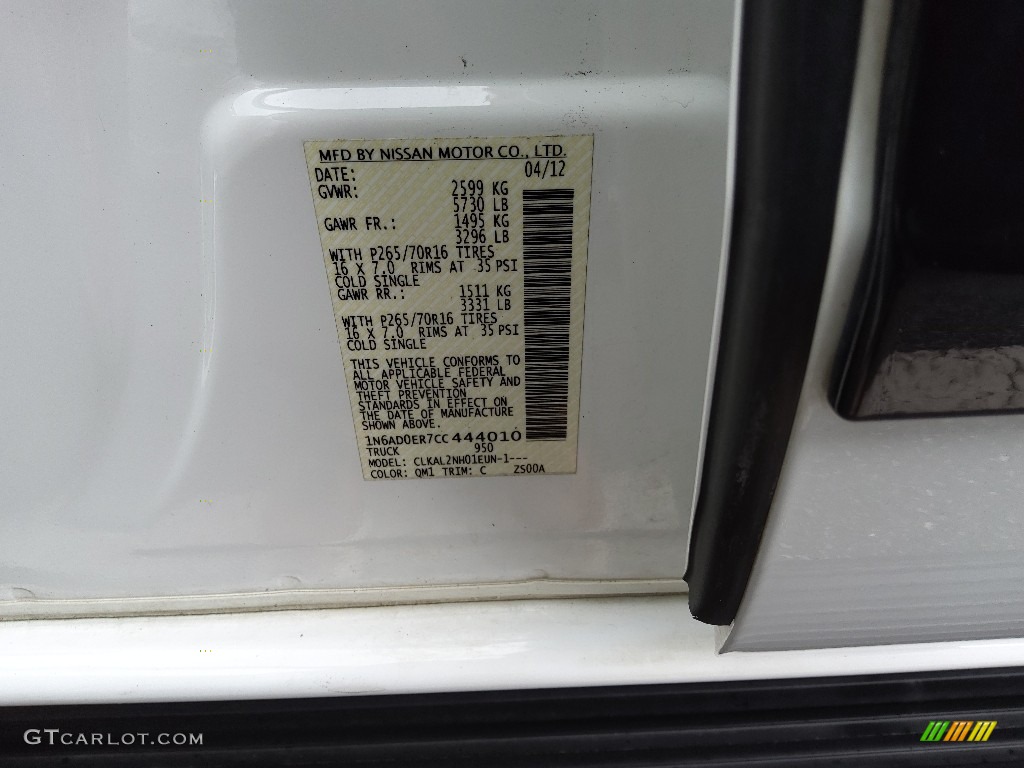 MFD BY NISSAN MOTOR CO., LTD.
DATE: 04/12
GVWR: 2599 KG
5730 LB
GAWR FR.: 1495 KG
3296 LB
WITH P265/70R16 TIRES
16 X 7.0 RIMS AT 35 PSI
COLD SINGLE
GAWR RR.: 1511 KG
3331 LB
WITH P265/70R16 TIRES
16 X 7.0 RIMS AT 35 PSI
COLD SINGLE
THIS VEHICLE CONFORMS TO
ALL APPLICABLE FEDERAL
MOTOR VEHICLE SAFETY AND
THEFT PREVENTION
STANDARDS IN EFFECT ON
THE DATE OF MANUFACTURE
SHOWN ABOVE.
1N6AD0ER7CC444010
TRUCK 950
MODEL: CLKAL2NH01EUN-1---
COLOR: QM1 TRIM: C ZS00A
GTCARLOT.COM